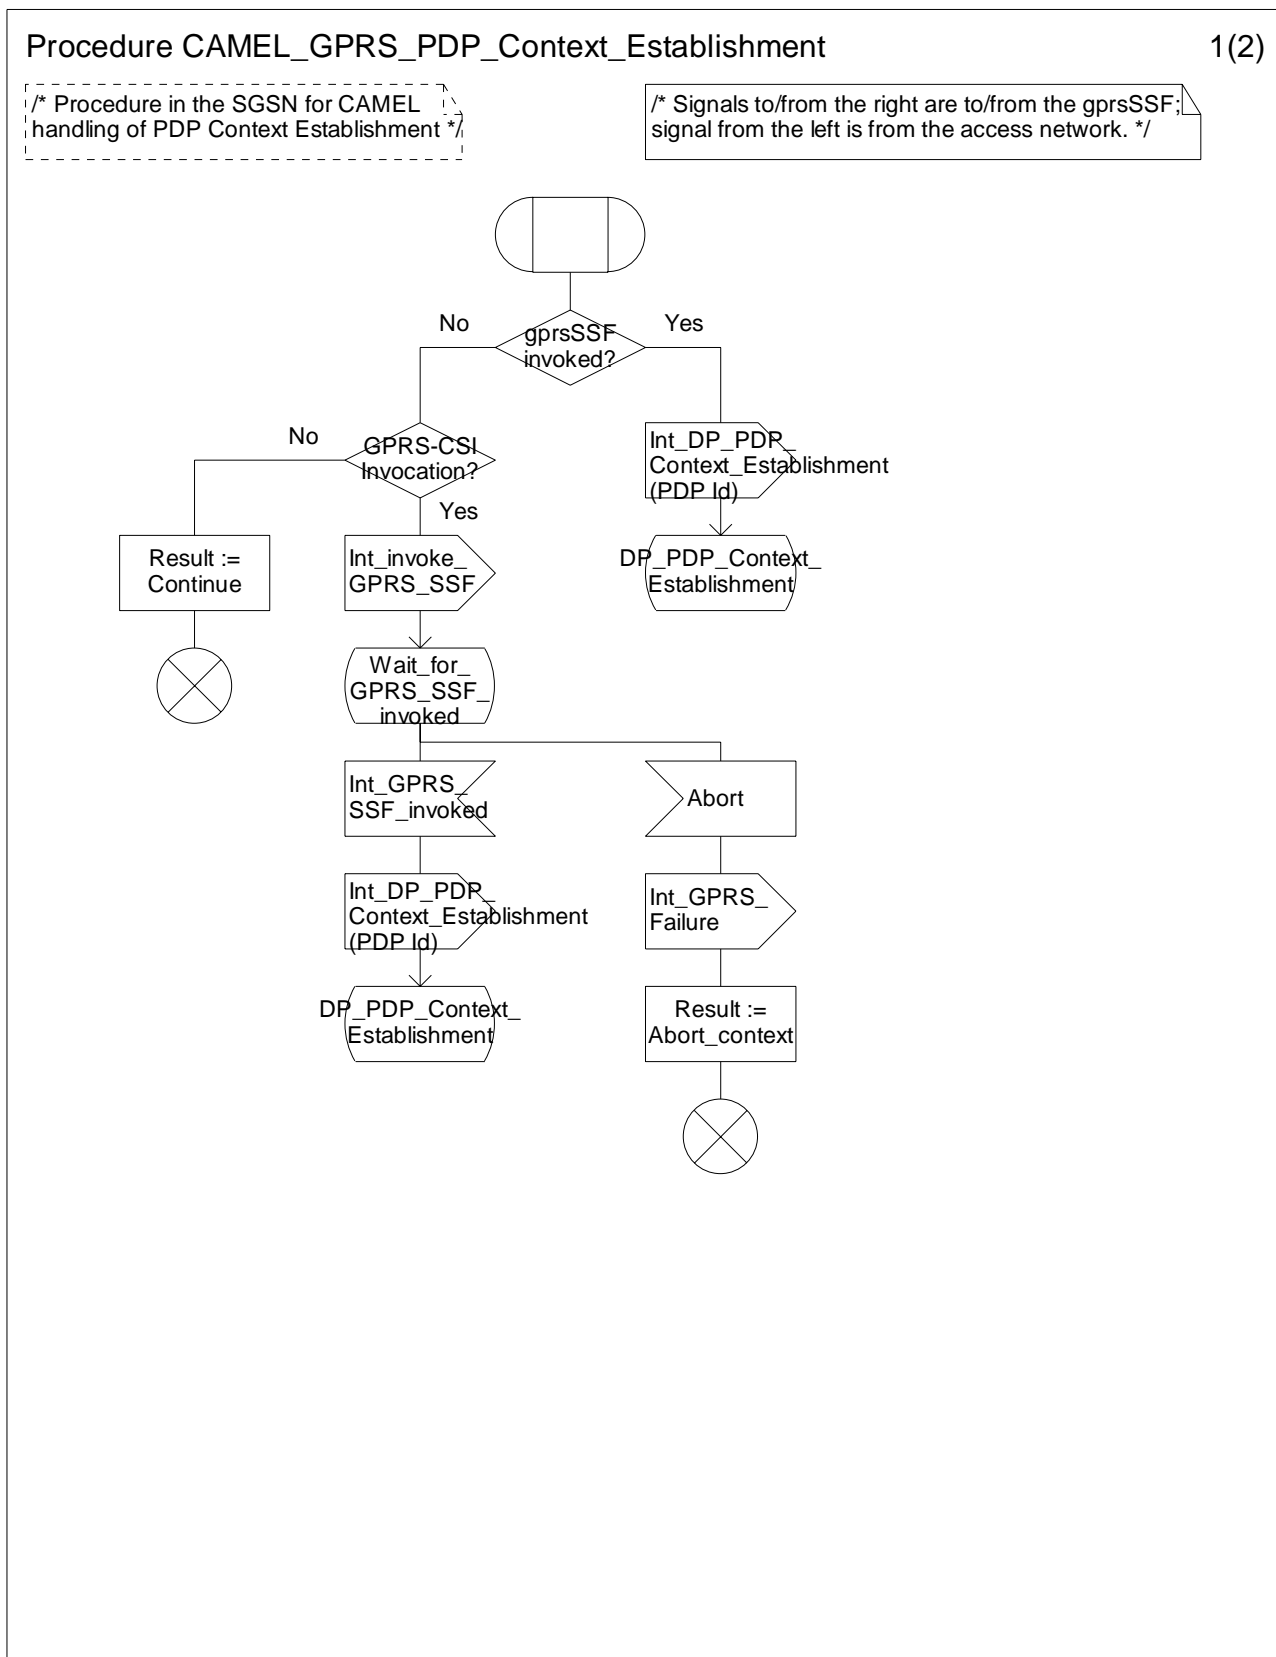 Procedure CAMEL_GPRS_PDP_Context_Establishment
1(2)
/* Procedure in the SGSN for CAMEL
handling of PDP Context Establishment */
/* Signals to/from the right are to/from the gprsSSF;
signal from the left is from the access network. */
No
gprsSSF
invoked?
Yes
No
GPRS-CSI
Invocation?
Yes
Int_DP_PDP_
Context_Establishment
(PDP Id)
Result :=
Continue
Int_invoke_
GPRS_SSF
DP_PDP_Context_
Establishment
Wait_for_
GPRS_SSF_
invoked
Int_GPRS_
SSF_invoked
Abort
Int_DP_PDP_
Context_Establishment
(PDP Id)
Int_GPRS_
Failure
DP_PDP_Context_
Establishment
Result :=
Abort_context